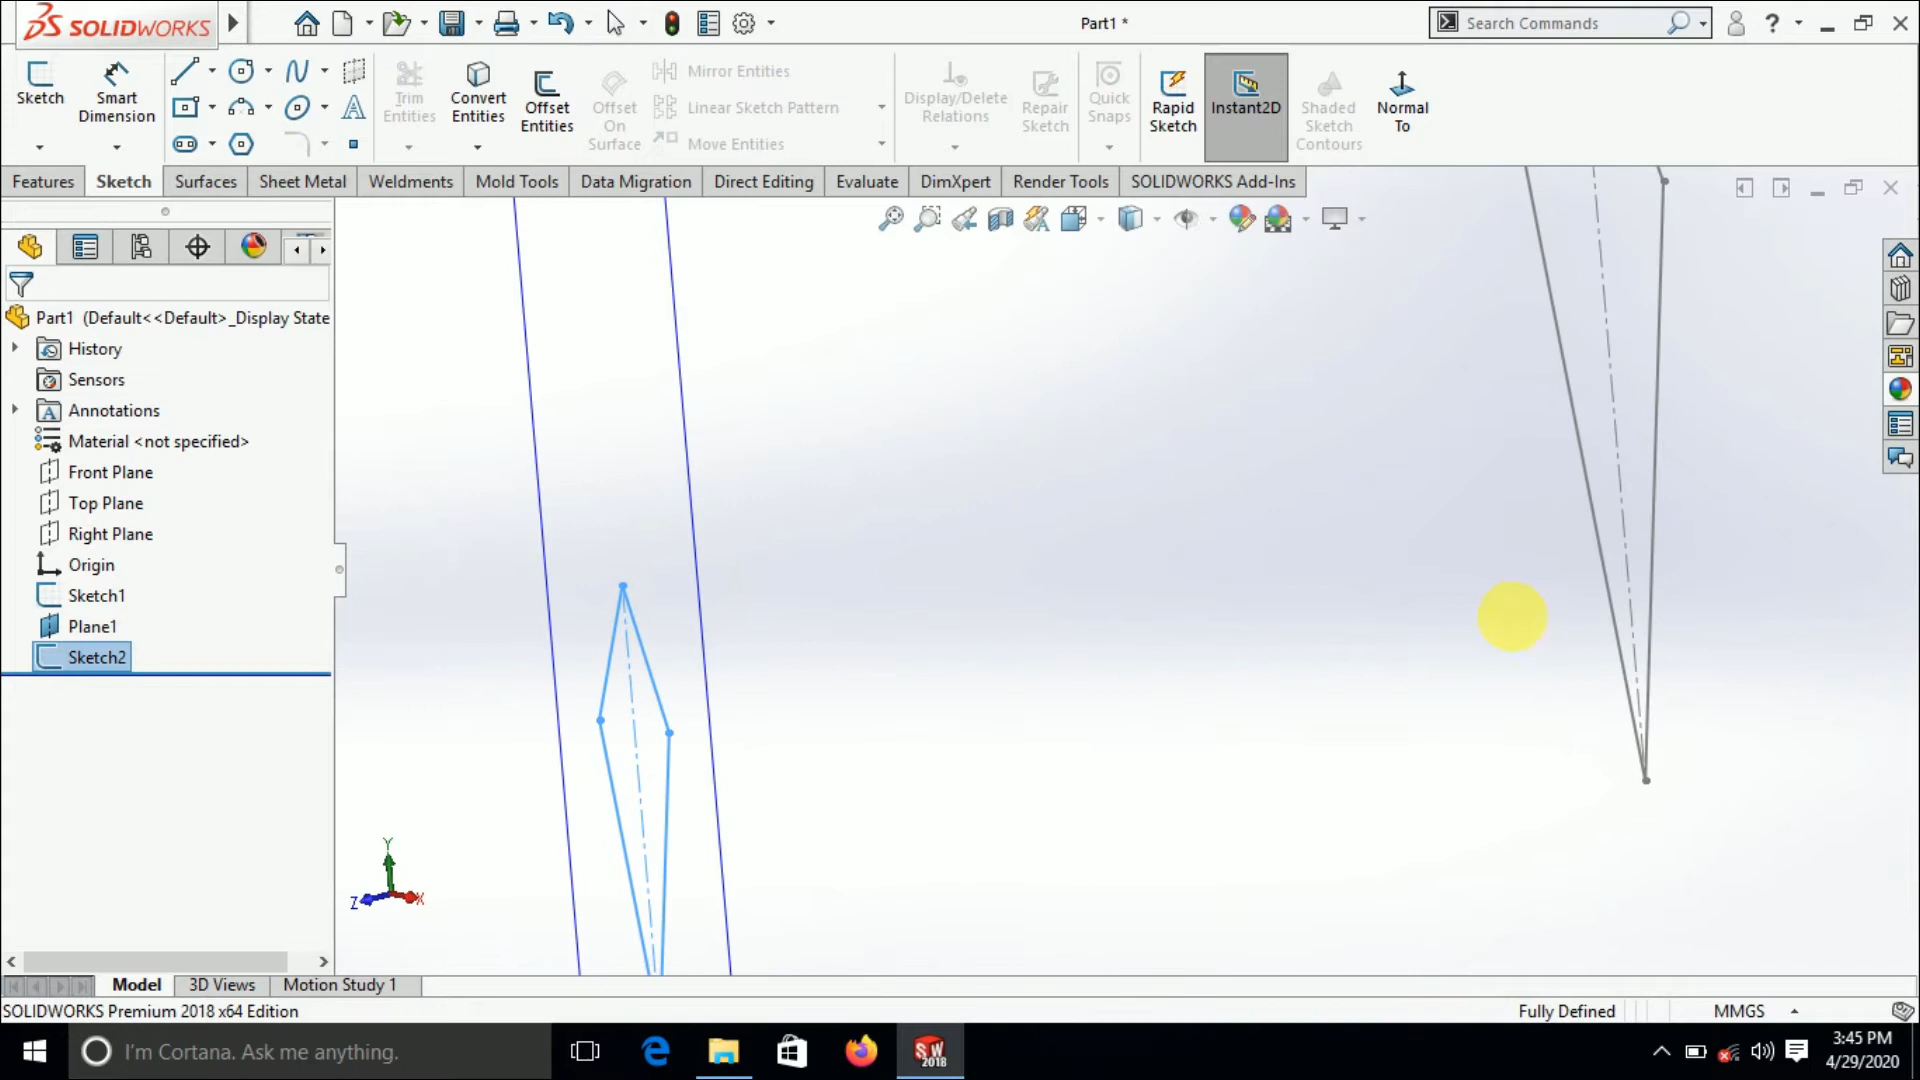 SOLIDWORKS
Part1 *
Search Commands
?
Sketch
Smart Dimension
Trim Entities
Convert Entities
Offset Entities
Offset On Surface
Mirror Entities
Linear Sketch Pattern
Move Entities
Display/Delete Relations
Repair Sketch
Quick Snaps
Rapid Sketch
Instant2D
Shaded Sketch Contours
Normal To
Features
Sketch
Surfaces
Sheet Metal
Weldments
Mold Tools
Data Migration
Direct Editing
Evaluate
DimXpert
Render Tools
SOLIDWORKS Add-Ins
Part1 (Default<<Default>_Display State
History
Sensors
Annotations
Material <not specified>
Front Plane
Top Plane
Right Plane
Origin
Sketch1
Plane1
Sketch2
Y
Z
X
Model
3D Views
Motion Study 1
SOLIDWORKS Premium 2018 x64 Edition
Fully Defined
MMGS
I'm Cortana. Ask me anything.
SW
2018
3:45 PM
4/29/2020